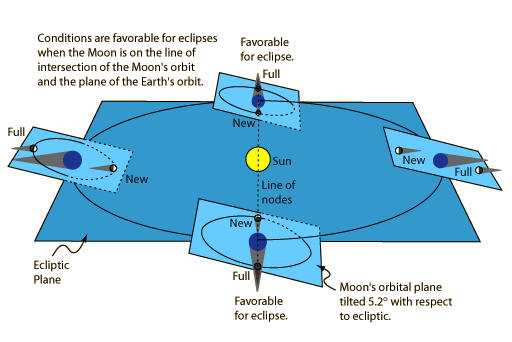 Conditions are favorable for eclipses
when the Moon is on the line of
intersection of the Moon's orbit
and the plane of the Earth's orbit.
Favorable
for eclipse.
Full
New
Full
New
Sun
New
Full
Line of
nodes
New
Full
Ecliptic
Plane
Favorable
for eclipse.
Moon's orbital plane
tilted 5.2° with respect
to ecliptic.